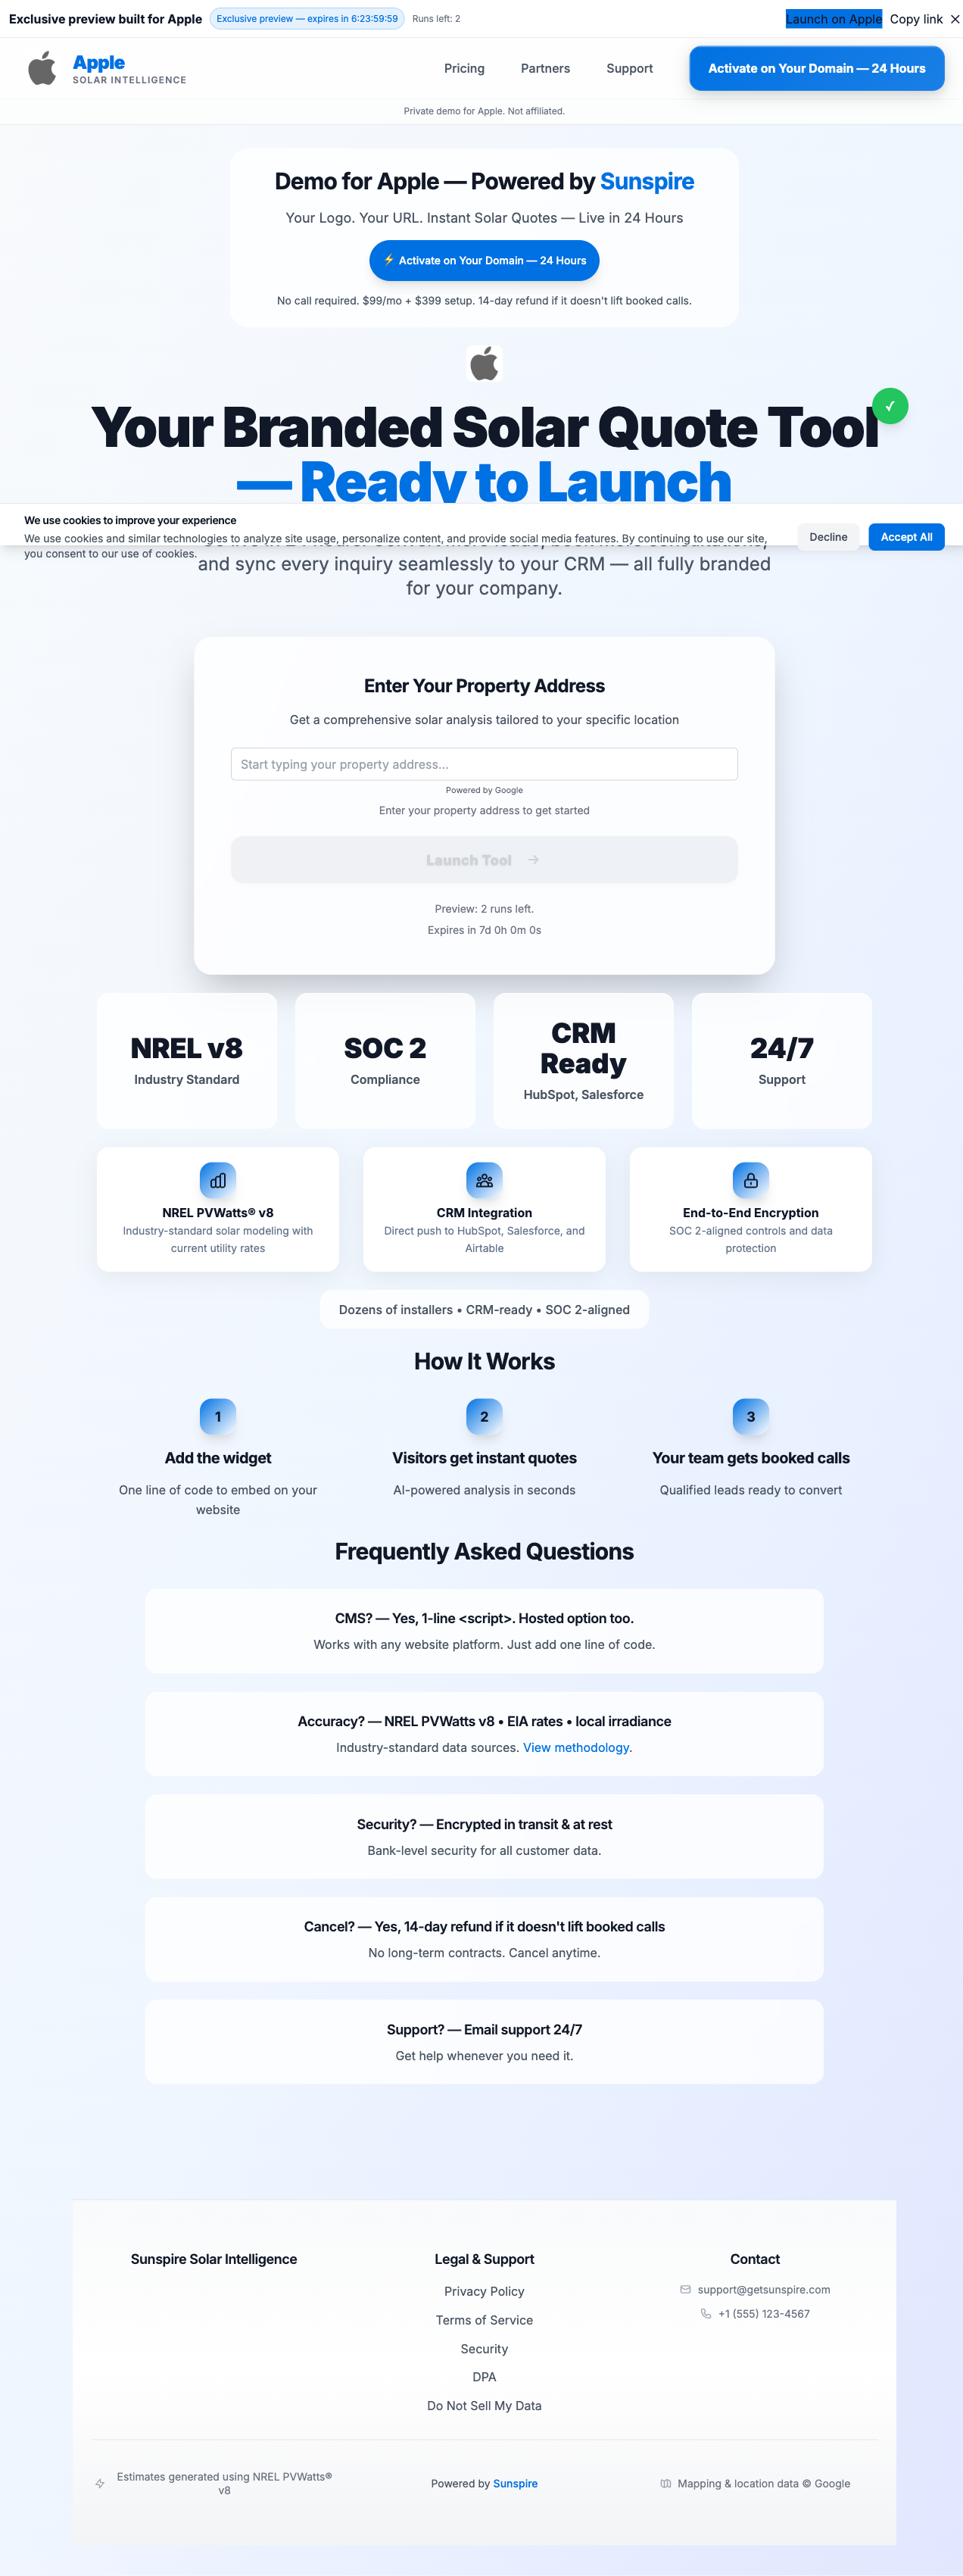 Exclusive preview built for Apple
Exclusive preview — expires in 6:23:59:59
Runs left: 2
Launch on Apple
Copy link
Apple
SOLAR INTELLIGENCE
Pricing
Partners
Support
Activate on Your Domain — 24 Hours
Private demo for Apple. Not affiliated.
Demo for Apple — Powered by Sunspire
Your Logo. Your URL. Instant Solar Quotes — Live in 24 Hours
⚡ Activate on Your Domain — 24 Hours
No call required. $99/mo + $399 setup. 14-day refund if it doesn't lift booked calls.
Your Branded Solar Quote Tool
— Ready to Launch
We use cookies to improve your experience
We use cookies and similar technologies to analyze site usage, personalize content, and provide social media features. By continuing to use our site,
you consent to our use of cookies.
Decline
Accept All
and sync every inquiry seamlessly to your CRM — all fully branded
for your company.
Enter Your Property Address
Get a comprehensive solar analysis tailored to your specific location
Start typing your property address...
Powered by Google
Enter your property address to get started
Launch Tool →
Preview: 2 runs left.
Expires in 7d 0h 0m 0s
NREL v8
Industry Standard
SOC 2
Compliance
CRM
Ready
HubSpot, Salesforce
24/7
Support
NREL PVWatts® v8
Industry-standard solar modeling with
current utility rates
CRM Integration
Direct push to HubSpot, Salesforce, and
Airtable
End-to-End Encryption
SOC 2-aligned controls and data
protection
Dozens of installers • CRM-ready • SOC 2-aligned
How It Works
1
Add the widget
One line of code to embed on your
website
2
Visitors get instant quotes
AI-powered analysis in seconds
3
Your team gets booked calls
Qualified leads ready to convert
Frequently Asked Questions
CMS? — Yes, 1-line <script>. Hosted option too.
Works with any website platform. Just add one line of code.
Accuracy? — NREL PVWatts v8 • EIA rates • local irradiance
Industry-standard data sources. View methodology.
Security? — Encrypted in transit & at rest
Bank-level security for all customer data.
Cancel? — Yes, 14-day refund if it doesn't lift booked calls
No long-term contracts. Cancel anytime.
Support? — Email support 24/7
Get help whenever you need it.
Sunspire Solar Intelligence
Legal & Support
Privacy Policy
Terms of Service
Security
DPA
Do Not Sell My Data
Contact
support@getsunspire.com
+1 (555) 123-4567
Estimates generated using NREL PVWatts®
v8
Powered by Sunspire
Mapping & location data © Google